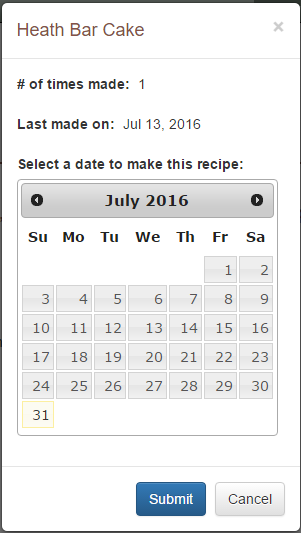 Heath Bar Cake ×
# of times made: 1
Last made on: Jul 13, 2016
Select a date to make this recipe:
July 2016
Su Mo Tu We Th Fr Sa
1 2
3 4 5 6 7 8 9
10 11 12 13 14 15 16
17 18 19 20 21 22 23
24 25 26 27 28 29 30
31
Submit Cancel